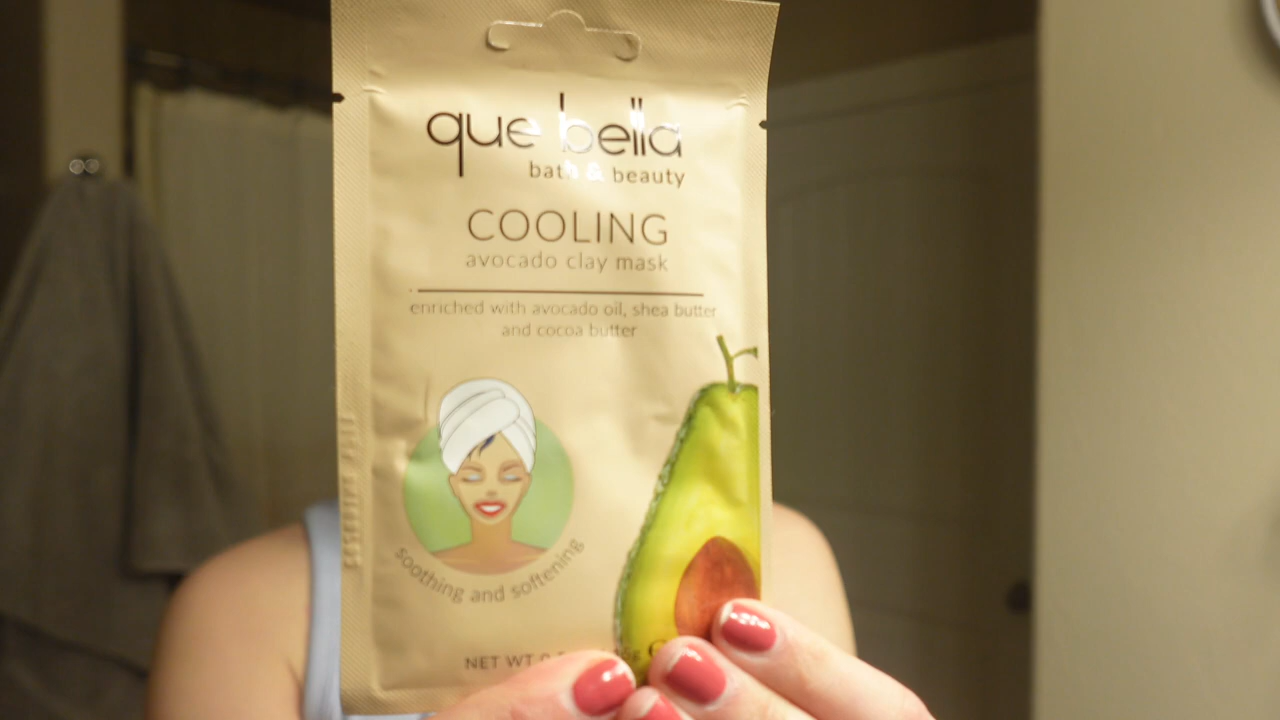 que bella
bath & beauty
COOLING
avocado clay mask
enriched with avocado oil, shea butter
and cocoa butter
soothing and softening
NET WT